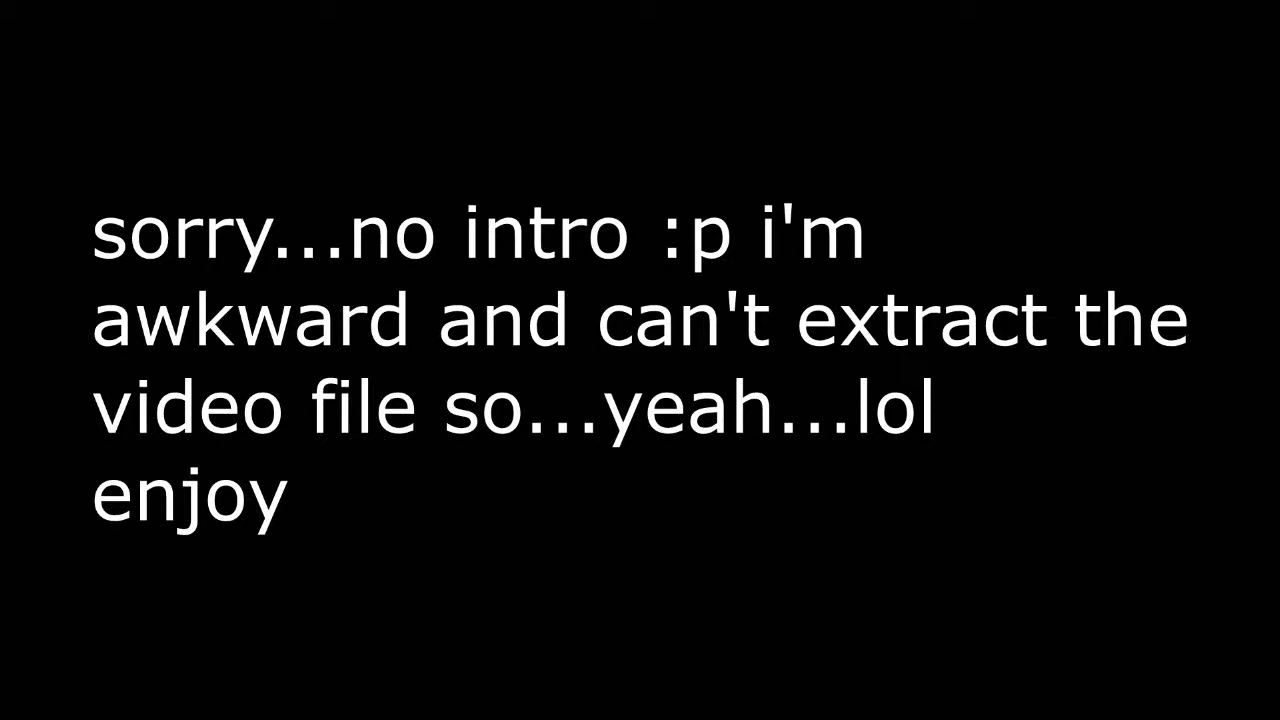 sorry...no intro :p i'm
awkward and can't extract the
video file so...yeah...lol
enjoy